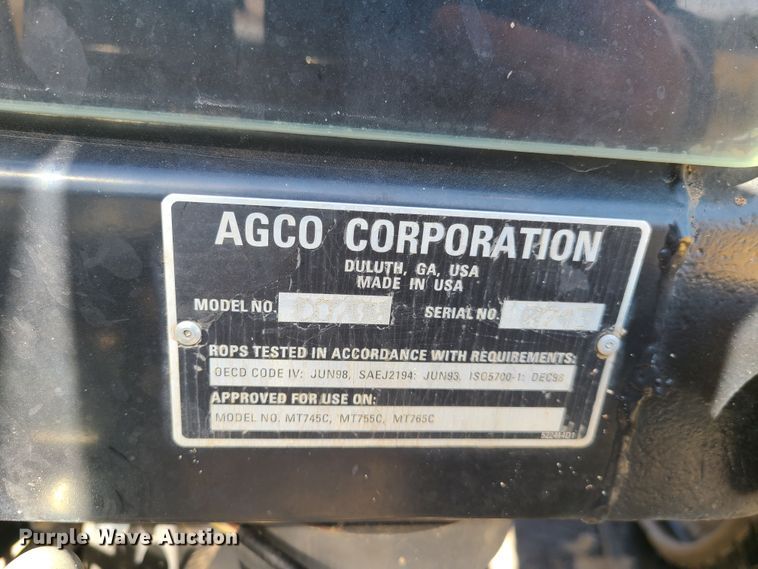 AGCO CORPORATION
DULUTH, GA, USA
MADE IN USA
MODEL NO. SERIAL NO.
ROPS TESTED IN ACCORDANCE WITH REQUIREMENTS:
OECD CODE IV: JUN98, SAEJ2194: JUN93, ISO5700-1: DEC98
APPROVED FOR USE ON:
MODEL NO. MT745C, MT755C, MT765C
522464D1
Purple Wave Auction